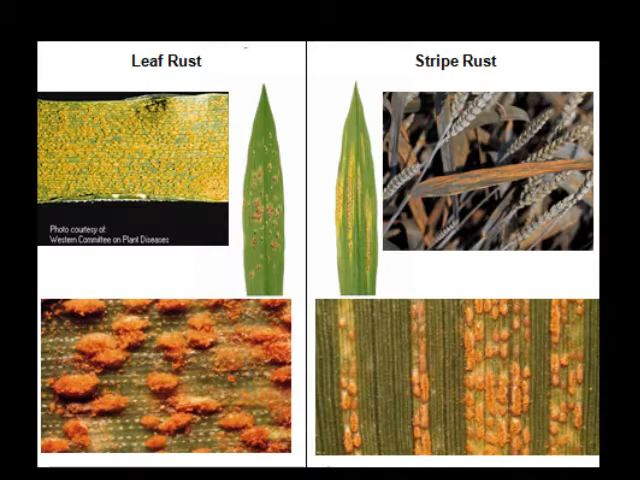 Leaf Rust
Stripe Rust
Photo courtesy of:
Western Committee on Plant Diseases